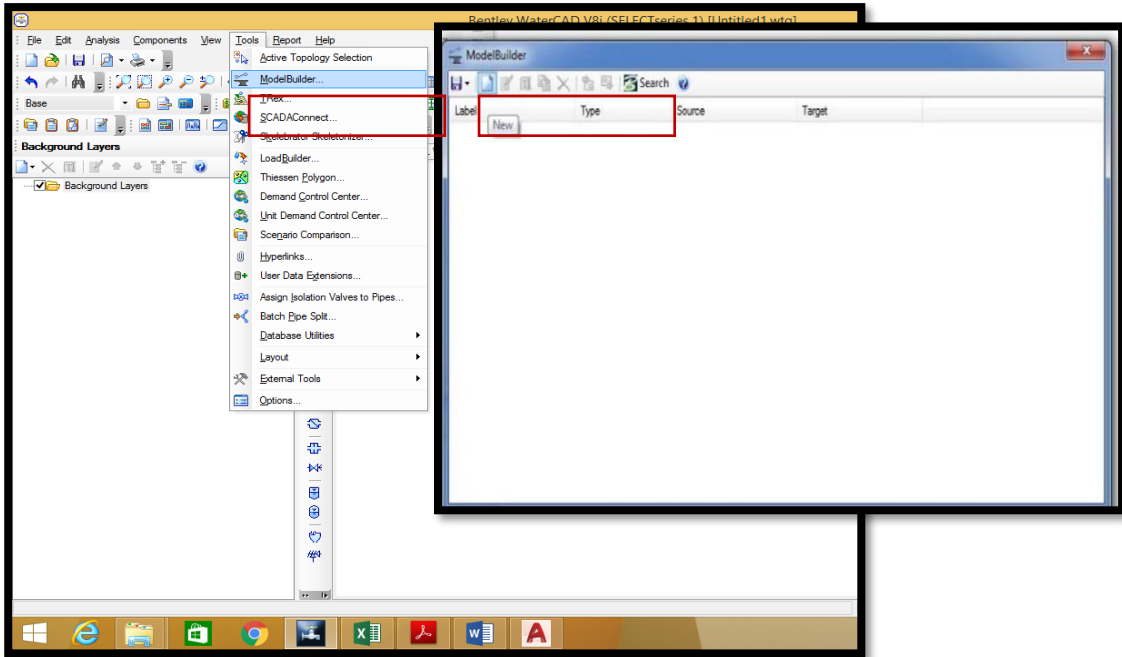 Bentley WaterCAD V8i (SELECTseries 1) [Untitled1.wtg]
File Edit Analysis Components View Tools Report Help
Base
Background Layers
Background Layers
Active Topology Selection
ModelBuilder...
TRex...
SCADAConnect...
Skelebrator Skeletonizer...
LoadBuilder...
Thiessen Polygon...
Demand Control Center...
Unit Demand Control Center...
Scenario Comparison...
Hyperlinks...
User Data Extensions...
Assign Isolation Valves to Pipes...
Batch Pipe Split...
Database Utilities
Layout
External Tools
Options...
ModelBuilder
Search
Label Type Source Target
New